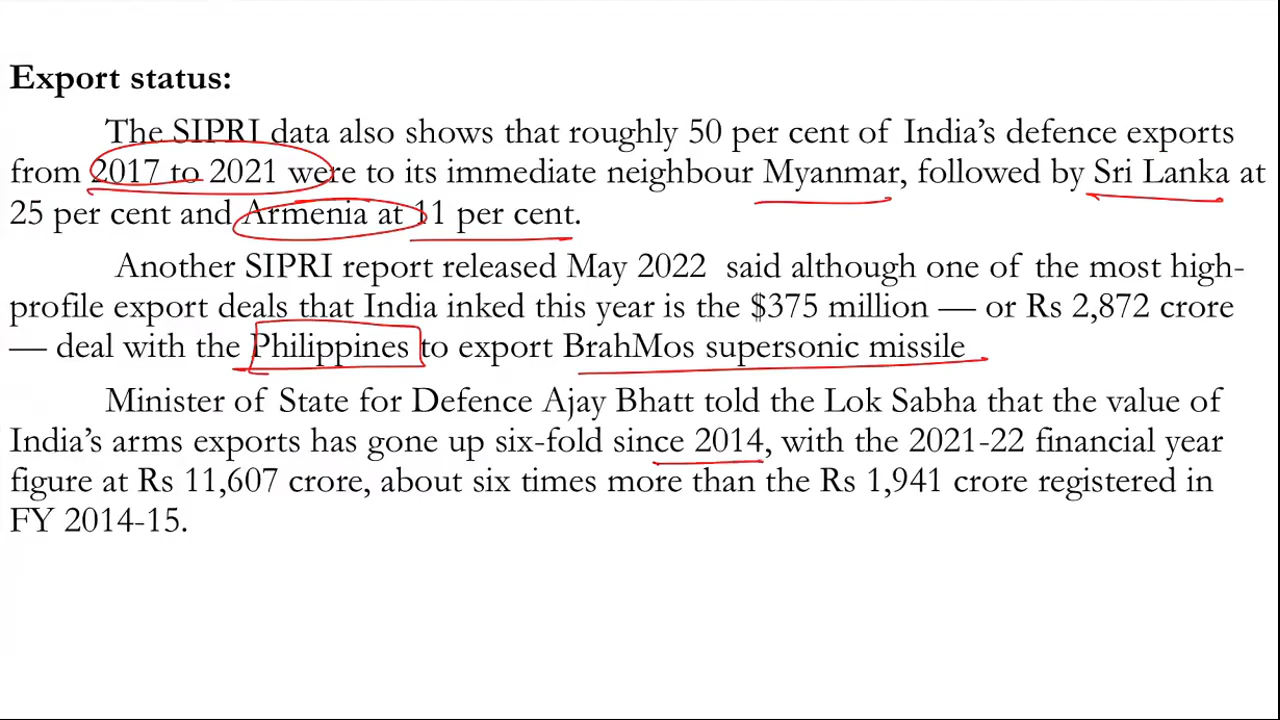 Export status:
The SIPRI data also shows that roughly 50 per cent of India's defence exports
from 2017 to 2021 were to its immediate neighbour Myanmar, followed by Sri Lanka at
25 per cent and Armenia at 11 per cent.
Another SIPRI report released May 2022 said although one of the most high-
profile export deals that India inked this year is the $375 million — or Rs 2,872 crore
— deal with the Philippines to export BrahMos supersonic missile
Minister of State for Defence Ajay Bhatt told the Lok Sabha that the value of
India's arms exports has gone up six-fold since 2014, with the 2021-22 financial year
figure at Rs 11,607 crore, about six times more than the Rs 1,941 crore registered in
FY 2014-15.